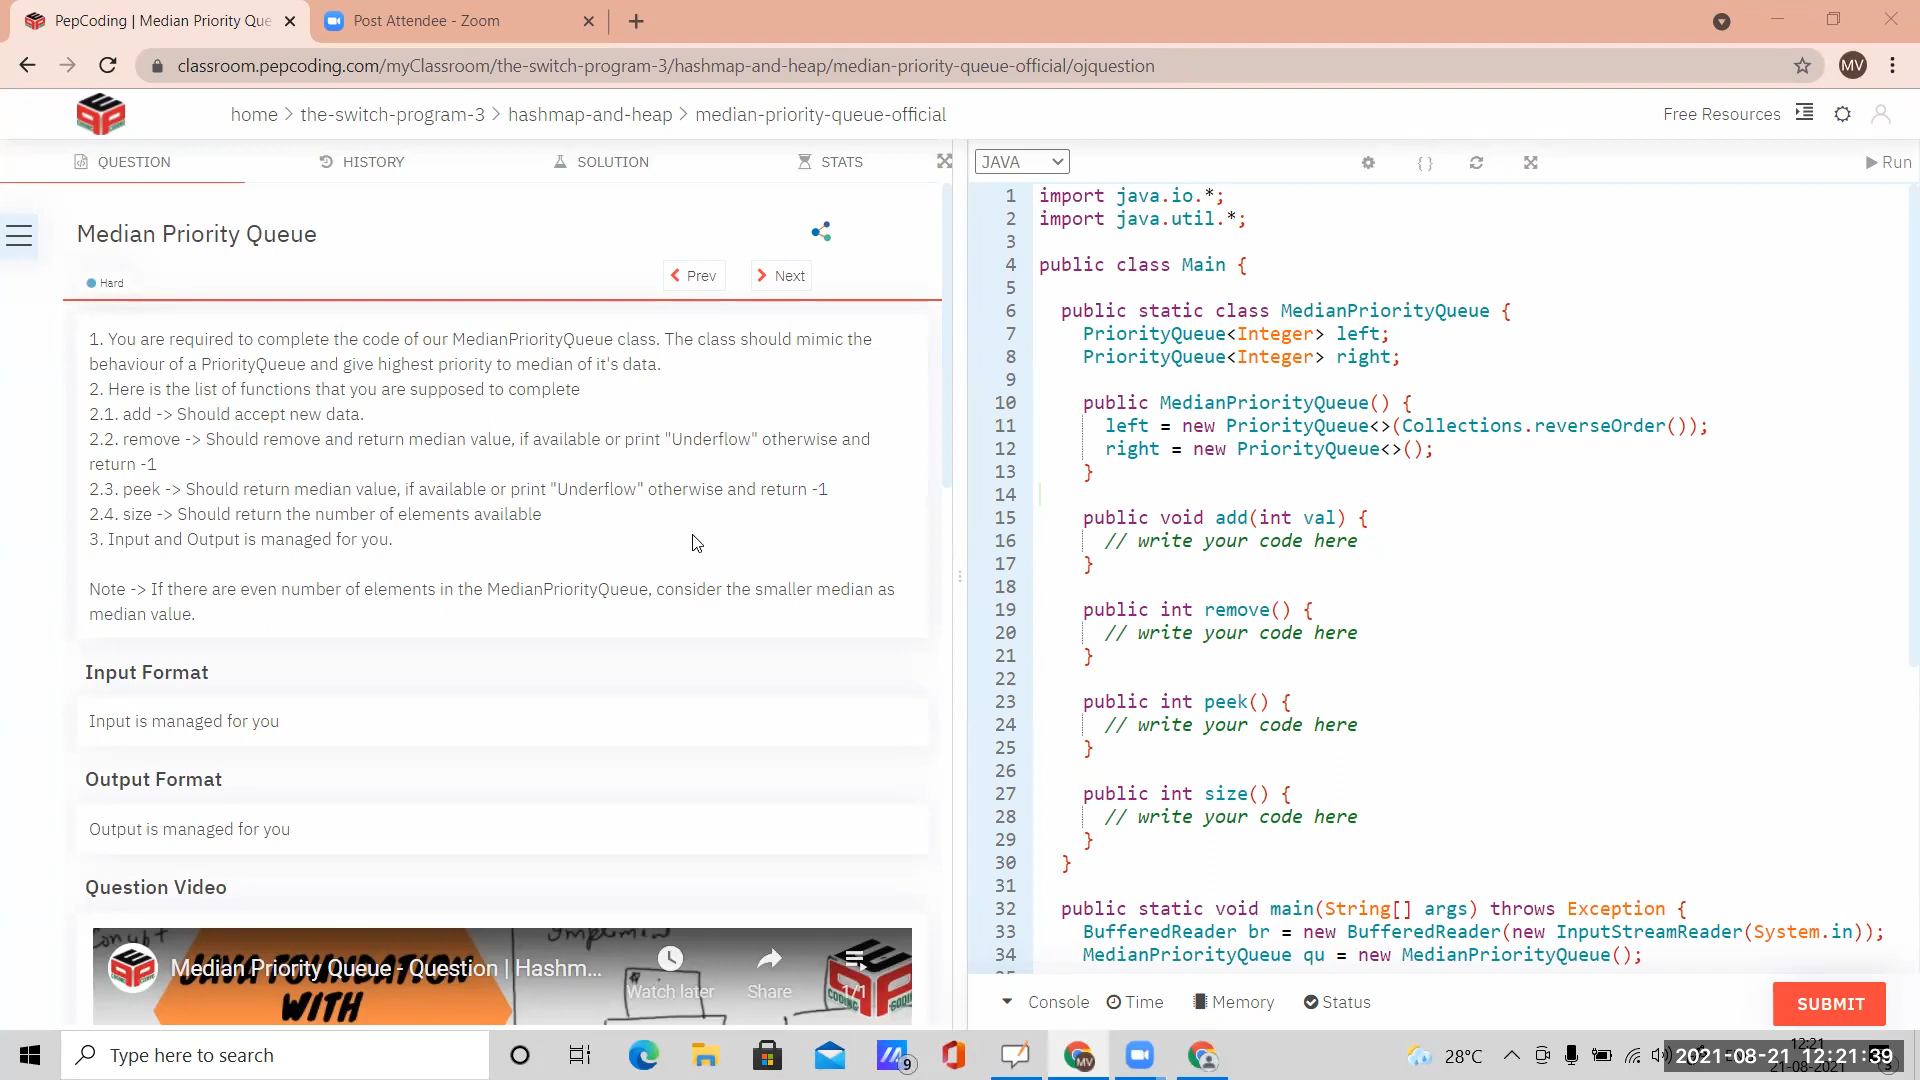 PepCoding | Median Priority Que
Post Attendee - Zoom
classroom.pepcoding.com/myClassroom/the-switch-program-3/hashmap-and-heap/median-priority-queue-official/ojquestion
MV
home > the-switch-program-3 > hashmap-and-heap > median-priority-queue-official
Free Resources
QUESTION
HISTORY
SOLUTION
STATS
Median Priority Queue
Hard
Prev
Next
1. You are required to complete the code of our MedianPriorityQueue class. The class should mimic the
behaviour of a PriorityQueue and give highest priority to median of it's data.
2. Here is the list of functions that you are supposed to complete
2.1. add -> Should accept new data.
2.2. remove -> Should remove and return median value, if available or print "Underflow" otherwise and
return -1
2.3. peek -> Should return median value, if available or print "Underflow" otherwise and return -1
2.4. size -> Should return the number of elements available
3. Input and Output is managed for you.
Note -> If there are even number of elements in the MedianPriorityQueue, consider the smaller median as
median value.
Input Format
Input is managed for you
Output Format
Output is managed for you
Question Video
Median Priority Queue - Question | Hashm...
JAVA FOUNDATION
WITH
Watch later
Share
1/1
JAVA
Run
1 import java.io.*;
2 import java.util.*;
3
4 public class Main {
5
6 public static class MedianPriorityQueue {
7 PriorityQueue<Integer> left;
8 PriorityQueue<Integer> right;
9
10 public MedianPriorityQueue() {
11 left = new PriorityQueue<>(Collections.reverseOrder());
12 right = new PriorityQueue<>();
13 }
14
15 public void add(int val) {
16 // write your code here
17 }
18
19 public int remove() {
20 // write your code here
21 }
22
23 public int peek() {
24 // write your code here
25 }
26
27 public int size() {
28 // write your code here
29 }
30 }
31
32 public static void main(String[] args) throws Exception {
33 BufferedReader br = new BufferedReader(new InputStreamReader(System.in));
34 MedianPriorityQueue qu = new MedianPriorityQueue();
Console
Time
Memory
Status
SUBMIT
Type here to search
9
MV
28°C
12:21
21-08-2021
2021-08-21 12:21:39